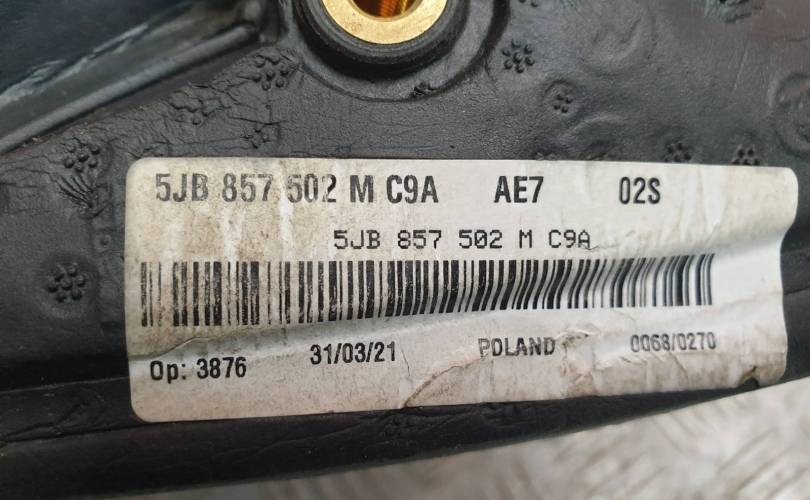 5JB 857 502 M C9A AE7 02S
5JB 857 502 M C9A
Op: 3876 31/03/21 POLAND 0068/0270